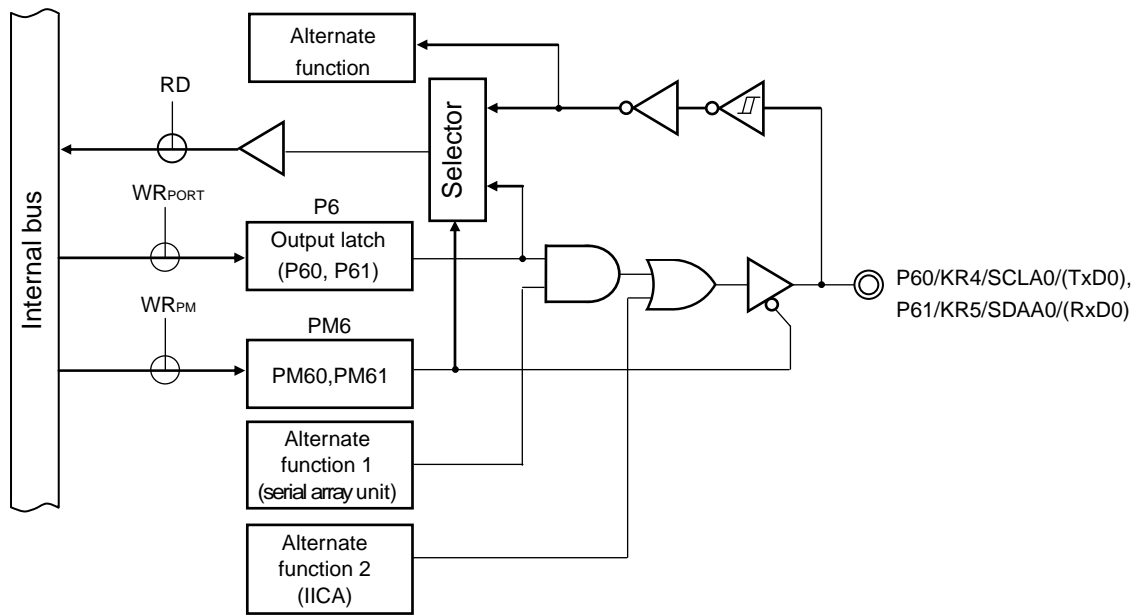 Alternate
function
RD
Selector
WRPORT
P6
Internal bus
Output latch
(P60, P61)
P60/KR4/SCLA0/(TxD0),
P61/KR5/SDAA0/(RxD0)
WRPM
PM6
PM60,PM61
Alternate
function 1
(serial array unit)
Alternate
function 2
(IICA)